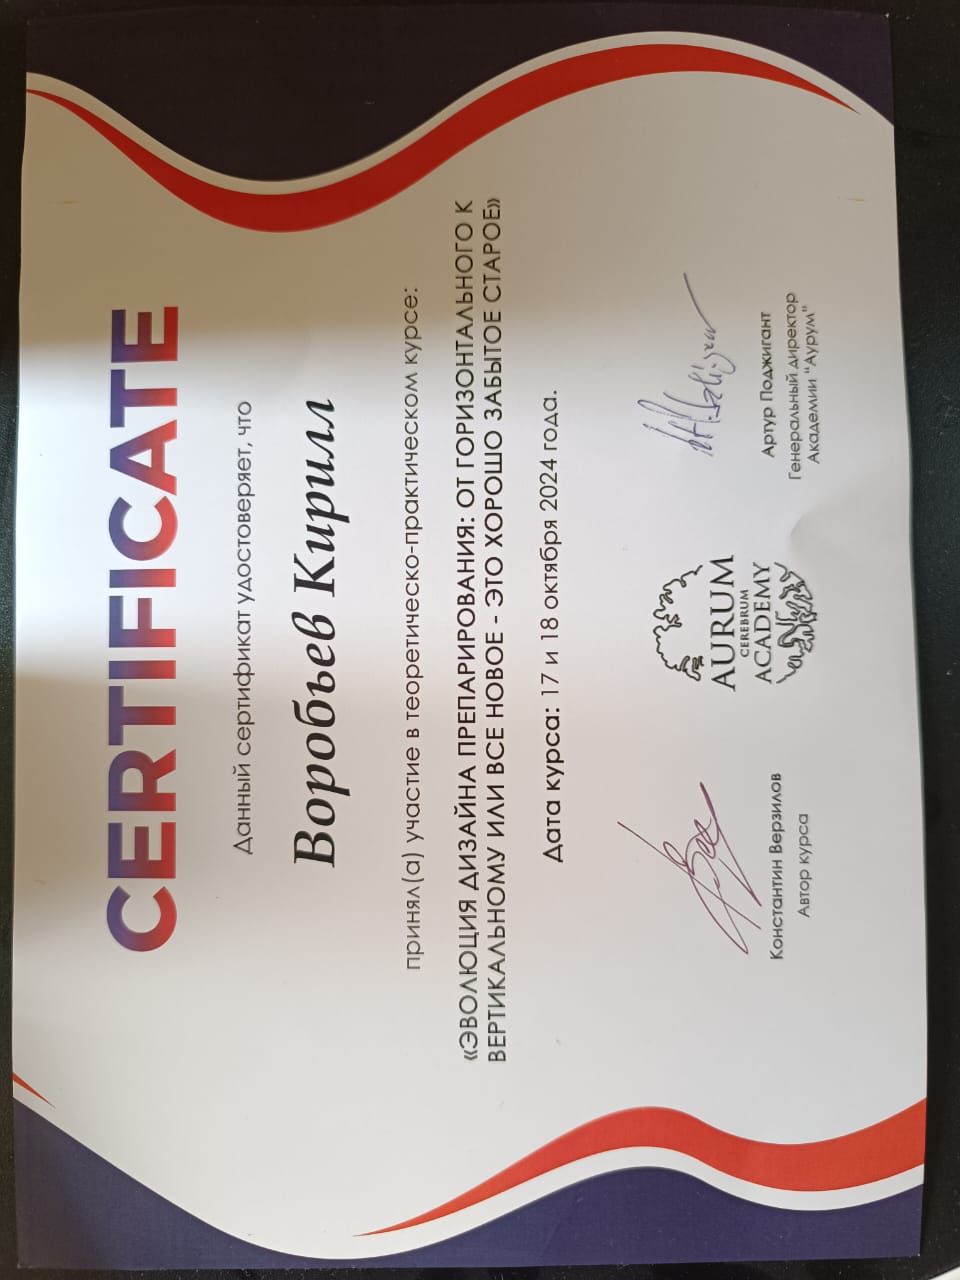 CERTIFICATE
Данный сертификат удостоверяет, что
Воробьев Кирилл
принял(а) участие в теоретическо-практическом курсе:
«ЭВОЛЮЦИЯ ДИЗАЙНА ПРЕПАРИРОВАНИЯ: ОТ ГОРИЗОНТАЛЬНОГО К
ВЕРТИКАЛЬНОМУ ИЛИ ВСЕ НОВОЕ - ЭТО ХОРОШО ЗАБЫТОЕ СТАРОЕ»
Дата курса: 17 и 18 октября 2024 года.
Константин Верзилов
Автор курса
AURUM
CEREBRUM
ACADEMY
Артур Поджигант
Генеральный директор
Академии "Аурум"